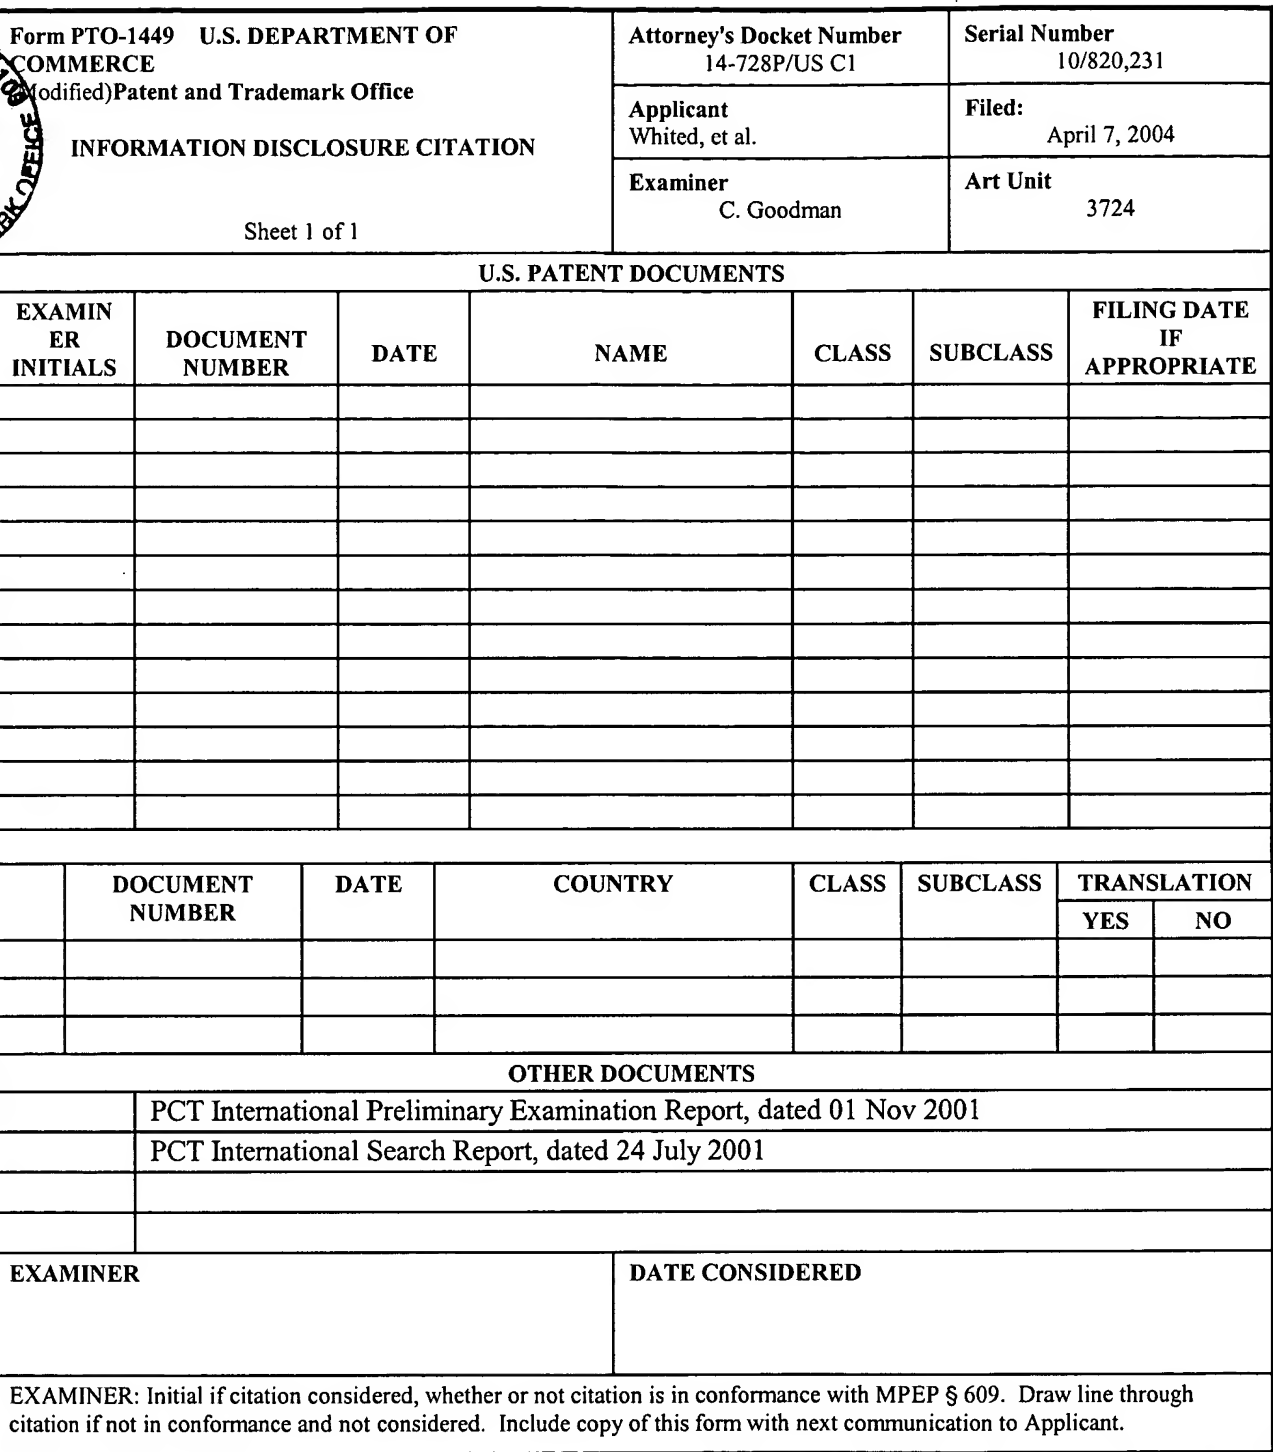 Form PTO-1449 U.S. DEPARTMENT OF
COMMERCE
Modified)Patent and Trademark Office
INFORMATION DISCLOSURE CITATION
Sheet 1 of 1
Attorney's Docket Number
14-728P/US C1
Serial Number
10/820,231
Applicant
Whited, et al.
Filed:
April 7, 2004
Examiner
C. Goodman
Art Unit
3724
OFFICE
U.S. PATENT DOCUMENTS
EXAMIN
ER
INITIALS
DOCUMENT
NUMBER
DATE
NAME
CLASS
SUBCLASS
FILING DATE
IF
APPROPRIATE
DOCUMENT
NUMBER
DATE
COUNTRY
CLASS
SUBCLASS
TRANSLATION
YES
NO
OTHER DOCUMENTS
PCT International Preliminary Examination Report, dated 01 Nov 2001
PCT International Search Report, dated 24 July 2001
EXAMINER
DATE CONSIDERED
EXAMINER: Initial if citation considered, whether or not citation is in conformance with MPEP § 609. Draw line through
citation if not in conformance and not considered. Include copy of this form with next communication to Applicant.